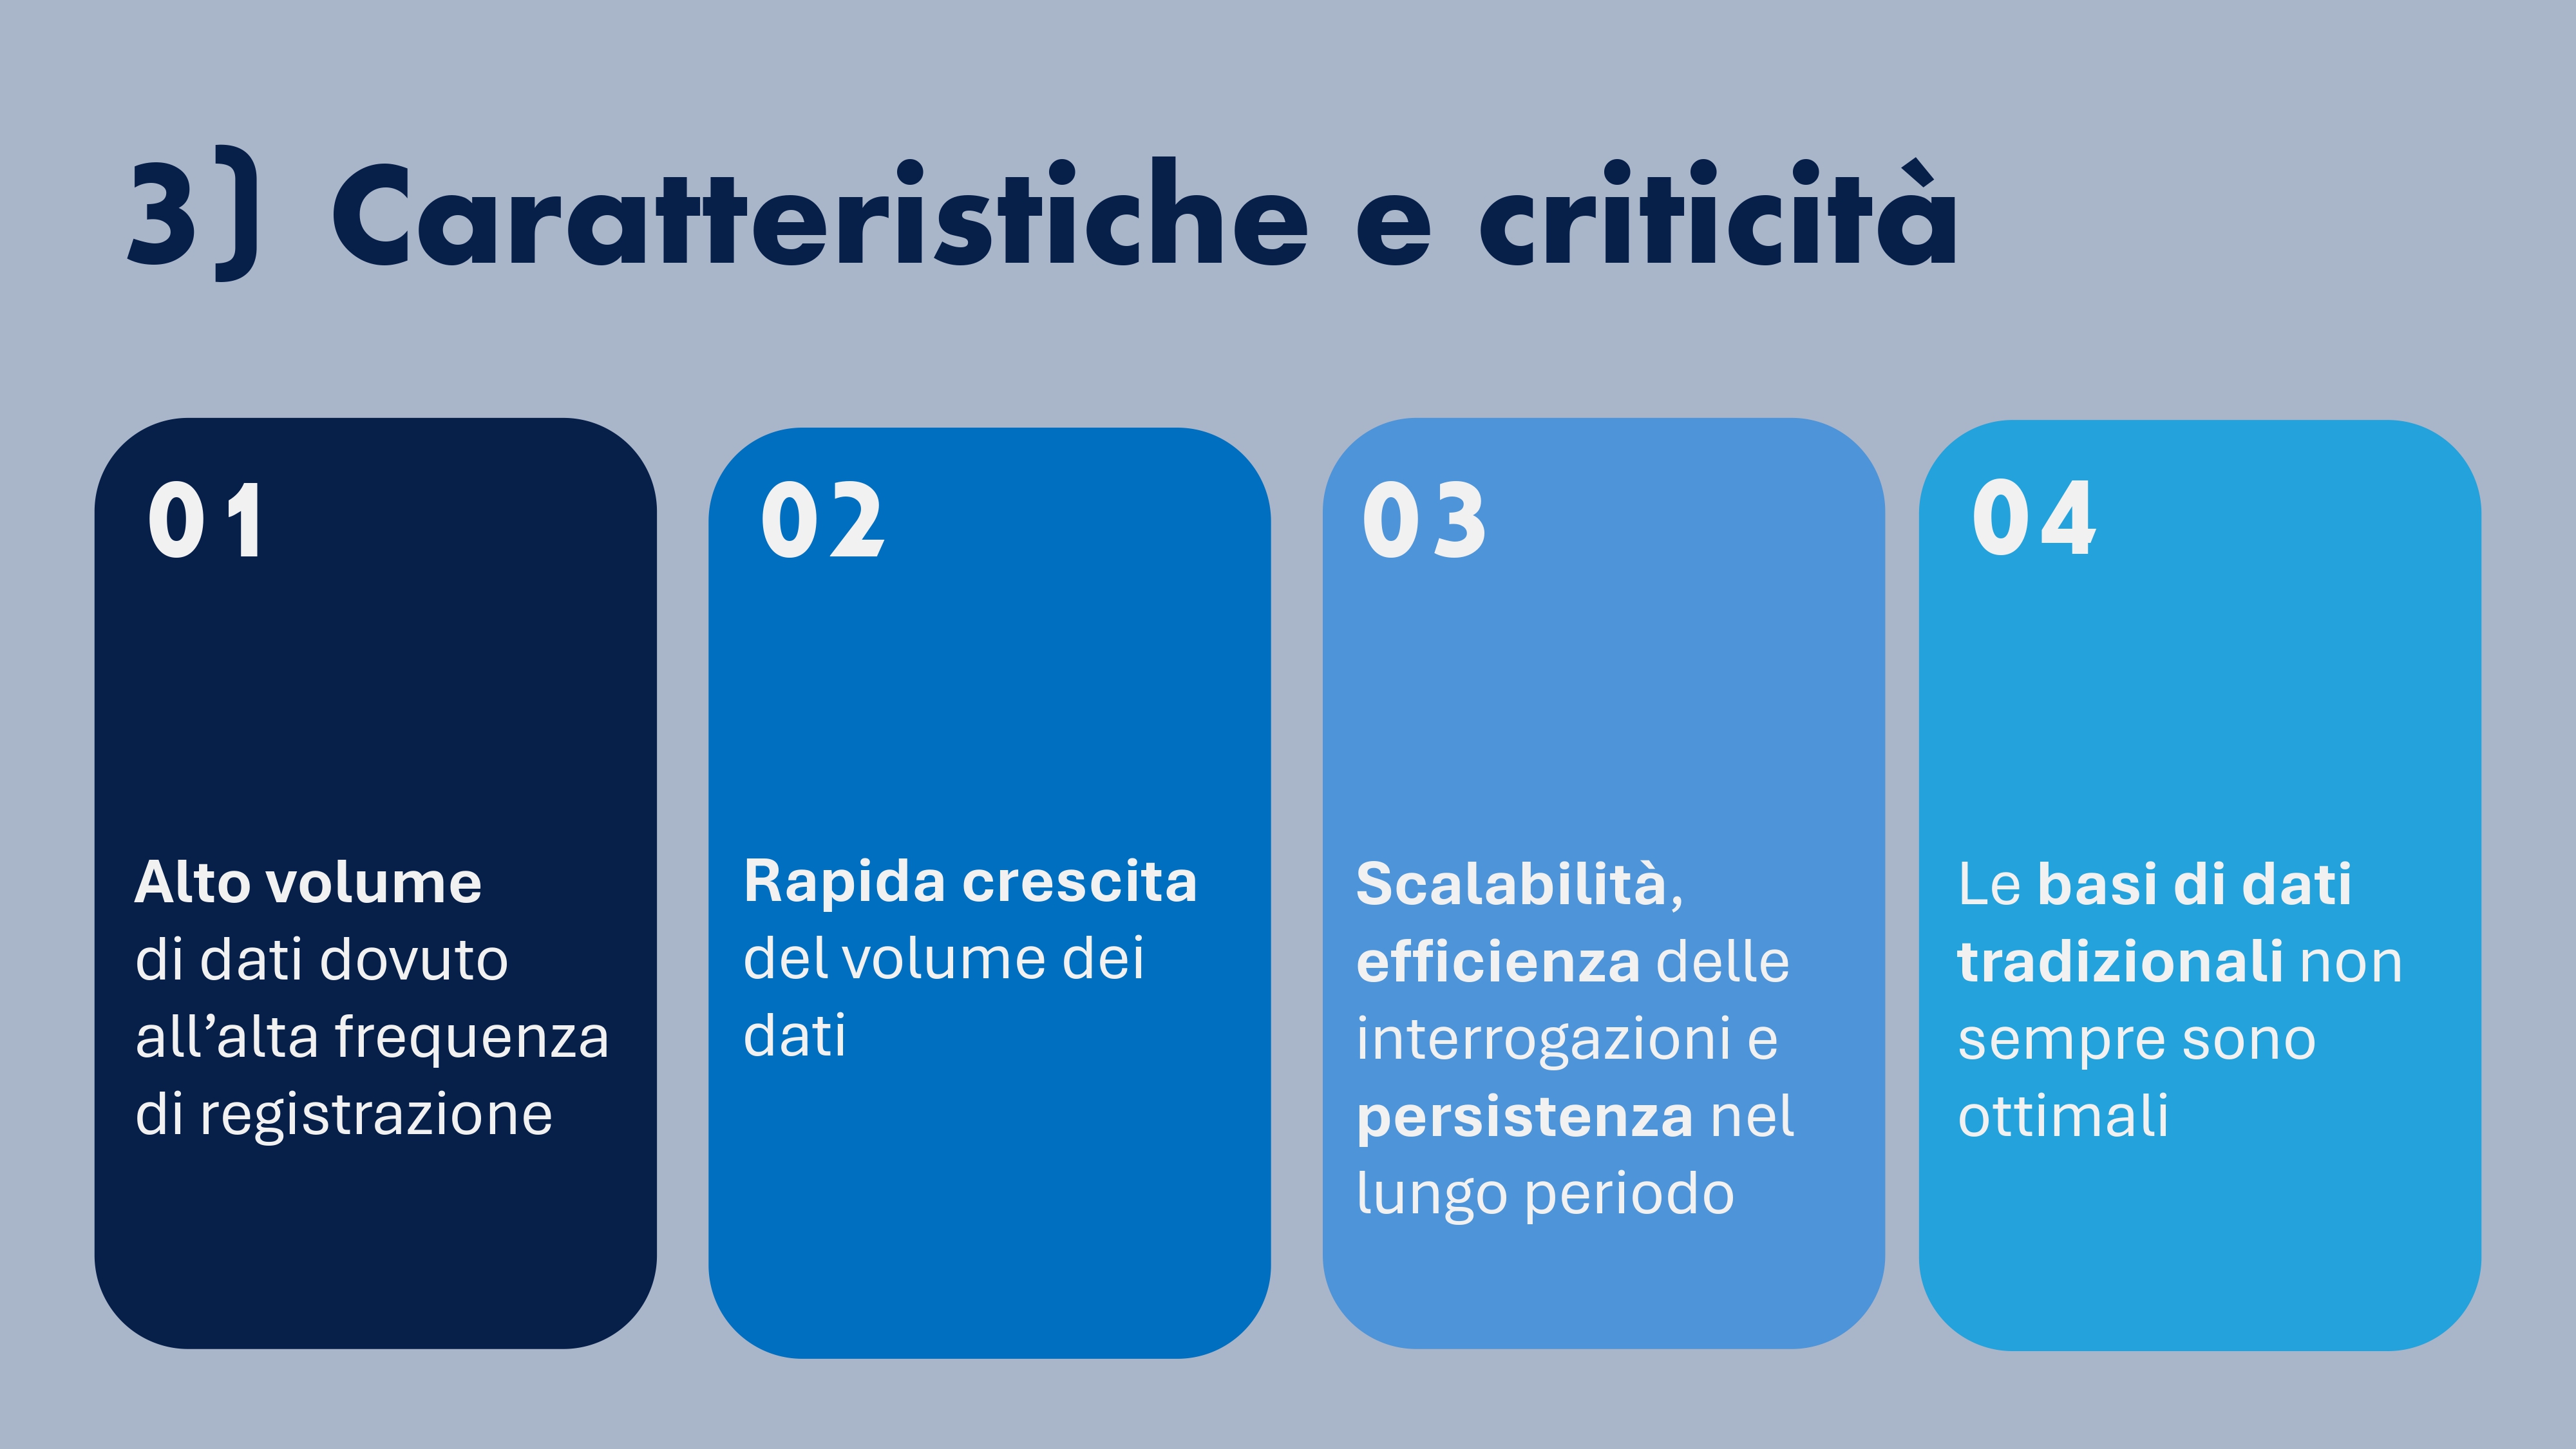 3) Caratteristiche e criticità
01
Alto volume
di dati dovuto
all’alta frequenza
di registrazione
02
Rapida crescita
del volume dei
dati
03
Scalabilità,
efficienza delle
interrogazioni e
persistenza nel
lungo periodo
04
Le basi di dati
tradizionali non
sempre sono
ottimali